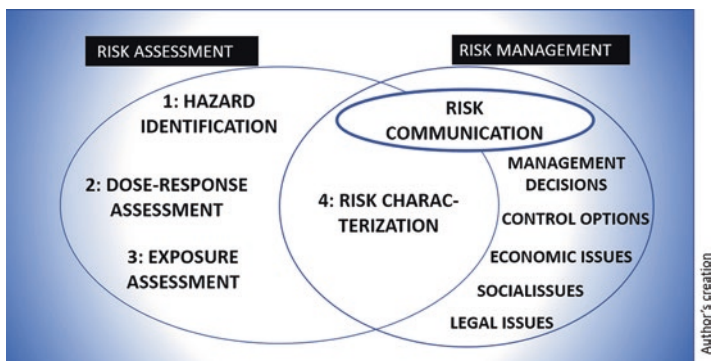 RISK ASSESSMENT
RISK MANAGEMENT
1: HAZARD
IDENTIFICATION
2: DOSE-RESPONSE
ASSESSMENT
3: EXPOSURE
ASSESSMENT
4: RISK CHARAC-
TERIZATION
RISK
COMMUNICATION
MANAGEMENT
DECISIONS
CONTROL OPTIONS
ECONOMIC ISSUES
SOCIALISSUES
LEGAL ISSUES
Author's creation